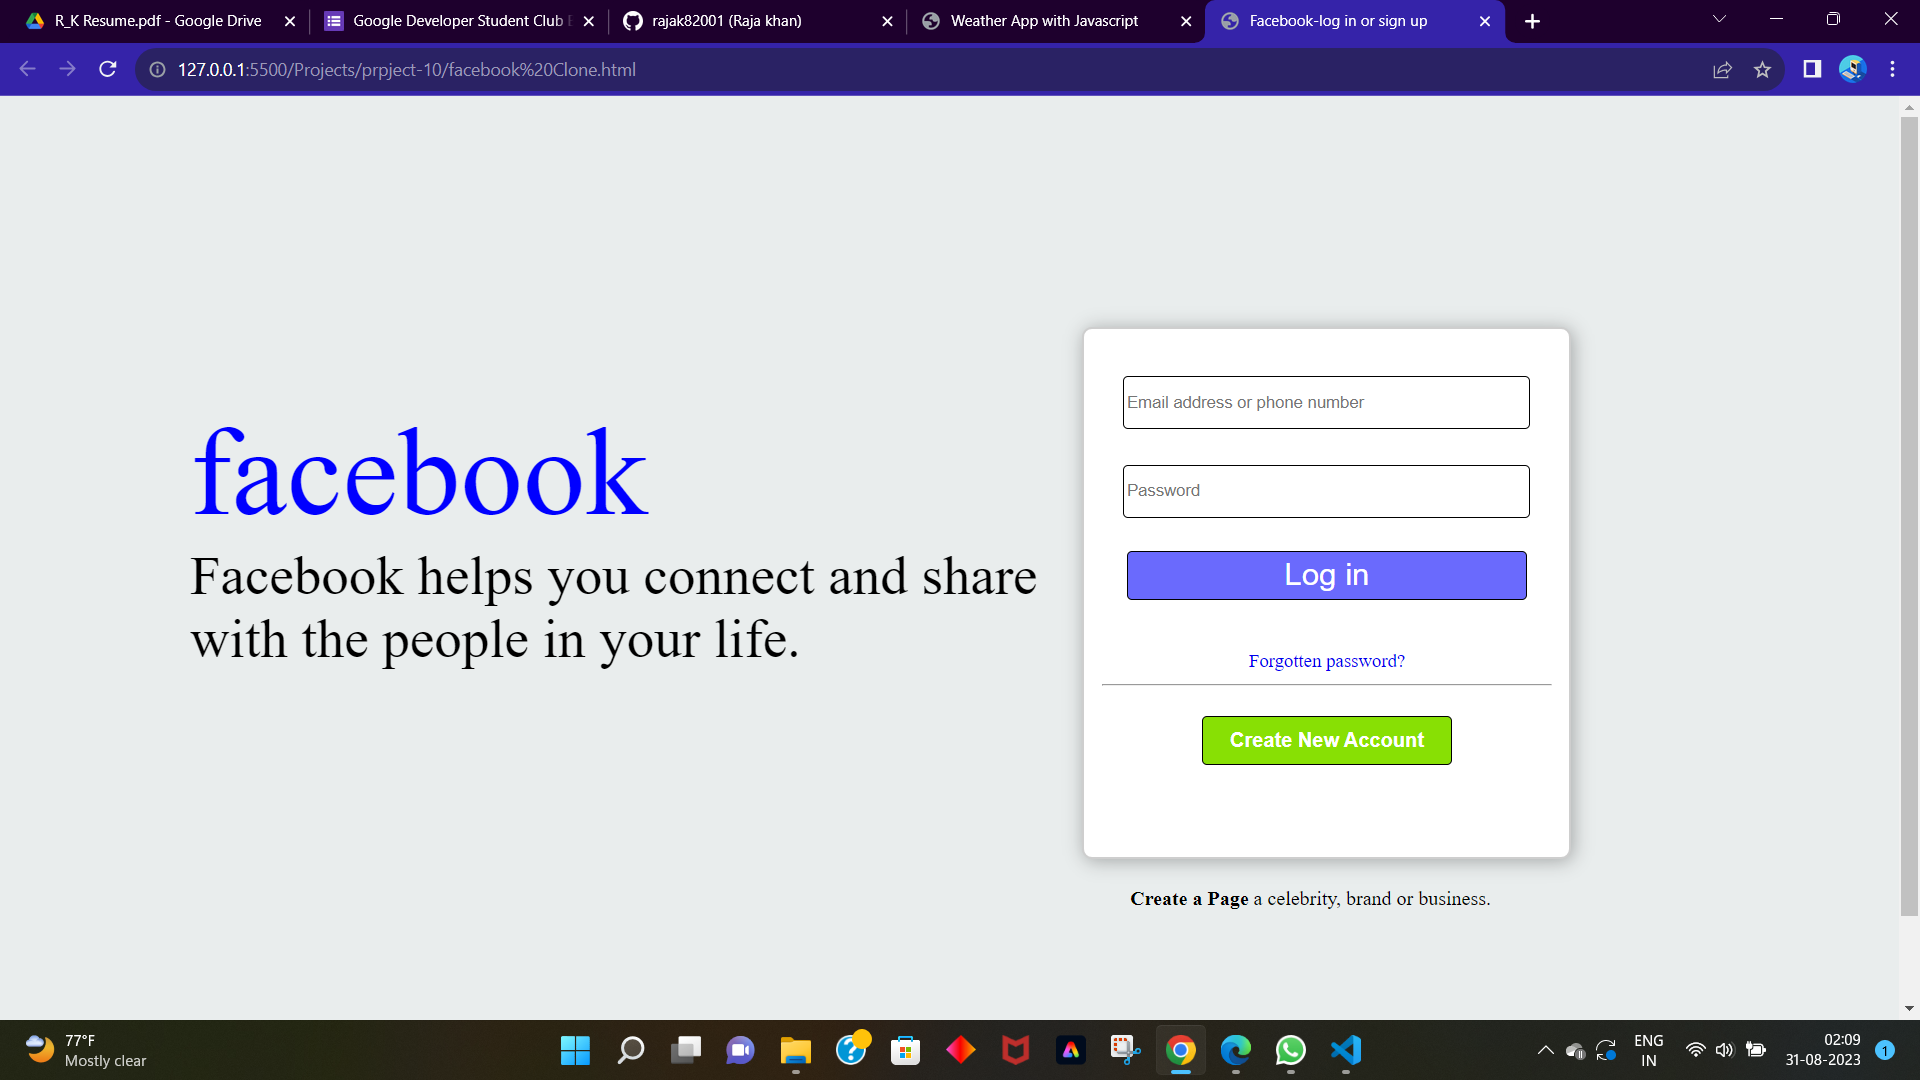 R_K Resume.pdf - Google Drive
Google Developer Student Club
rajak82001 (Raja khan)
Weather App with Javascript
Facebook-log in or sign up
127.0.0.1:5500/Projects/prpject-10/facebook%20Clone.html
facebook
Facebook helps you connect and share
with the people in your life.
Email address or phone number
Password
Log in
Forgotten password?
Create New Account
Create a Page a celebrity, brand or business.
77°F
Mostly clear
ENG
IN
02:09
31-08-2023
1